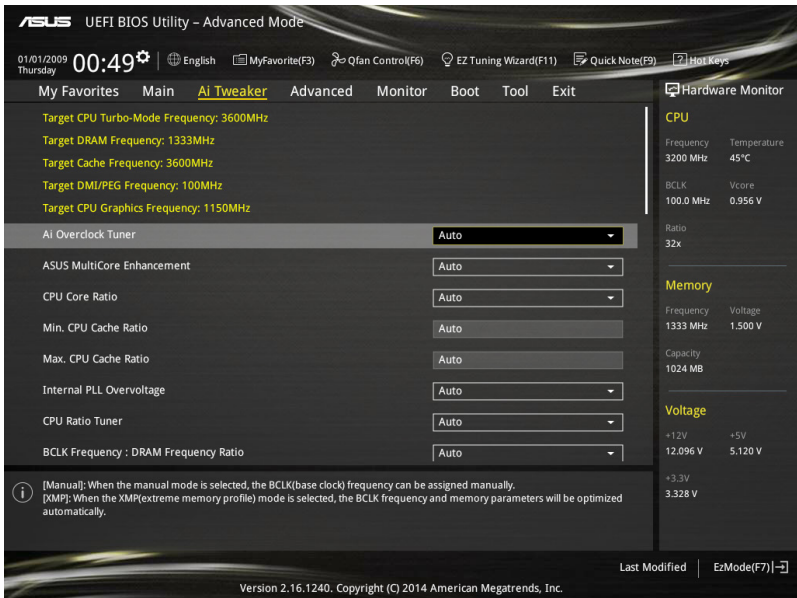 ASUS UEFI BIOS Utility – Advanced Mode
01/01/2009
Thursday
00:49
English
MyFavorite(F3)
Qfan Control(F6)
EZ Tuning Wizard(F11)
Quick Note(F9)
? Hot Keys
My Favorites
Main
Ai Tweaker
Advanced
Monitor
Boot
Tool
Exit
Target CPU Turbo-Mode Frequency: 3600MHz
Target DRAM Frequency: 1333MHz
Target Cache Frequency: 3600MHz
Target DMI/PEG Frequency: 100MHz
Target CPU Graphics Frequency: 1150MHz
Ai Overclock Tuner Auto
ASUS MultiCore Enhancement Auto
CPU Core Ratio Auto
Min. CPU Cache Ratio Auto
Max. CPU Cache Ratio Auto
Internal PLL Overvoltage Auto
CPU Ratio Tuner Auto
BCLK Frequency : DRAM Frequency Ratio Auto
[Manual]: When the manual mode is selected, the BCLK(base clock) frequency can be assigned manually.
[XMP]: When the XMP(extreme memory profile) mode is selected, the BCLK frequency and memory parameters will be optimized
automatically.
Hardware Monitor
CPU
Frequency Temperature
3200 MHz 45°C
BCLK Vcore
100.0 MHz 0.956 V
Ratio
32x
Memory
Frequency Voltage
1333 MHz 1.500 V
Capacity
1024 MB
Voltage
+12V +5V
12.096 V 5.120 V
+3.3V
3.328 V
Last Modified
EzMode(F7)
Version 2.16.1240. Copyright (C) 2014 American Megatrends, Inc.